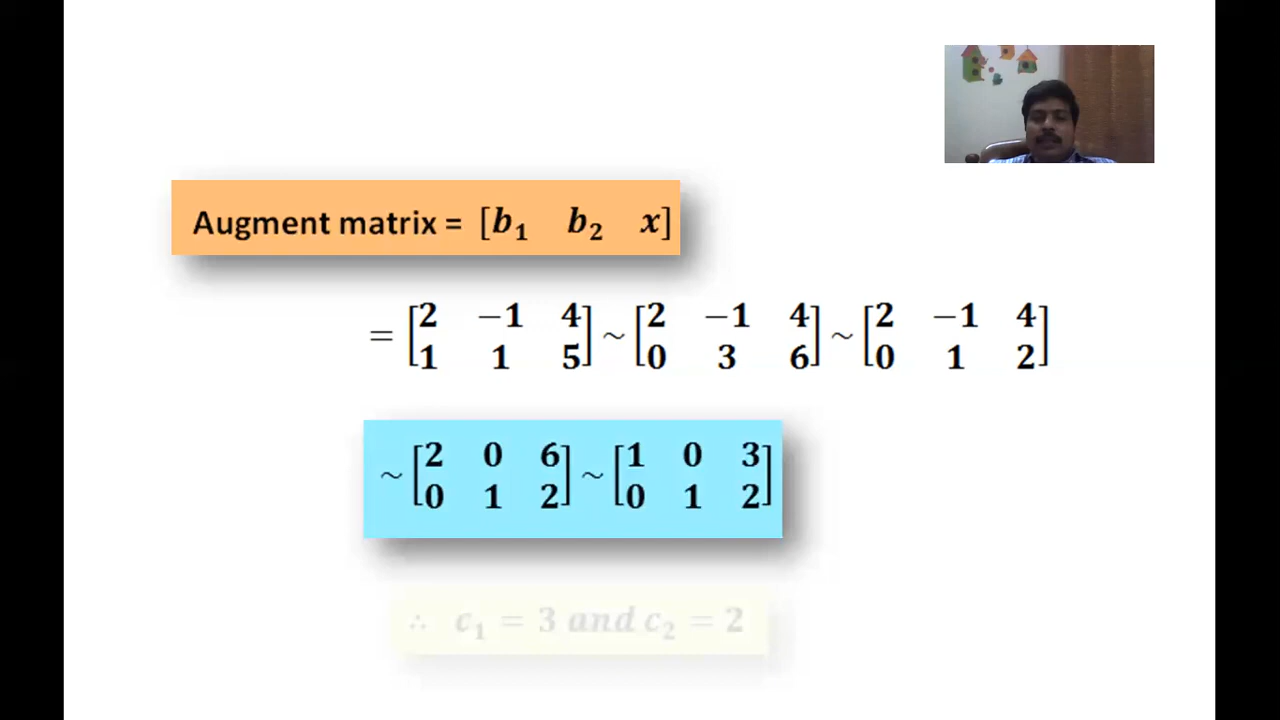 Augment matrix = [b₁ b₂ x]
= [2 −1 4; 1 1 5] ~ [2 −1 4; 0 3 6] ~ [2 −1 4; 0 1 2]
~ [2 0 6; 0 1 2] ~ [1 0 3; 0 1 2]
∴ c₁ = 3 and c₂ = 2